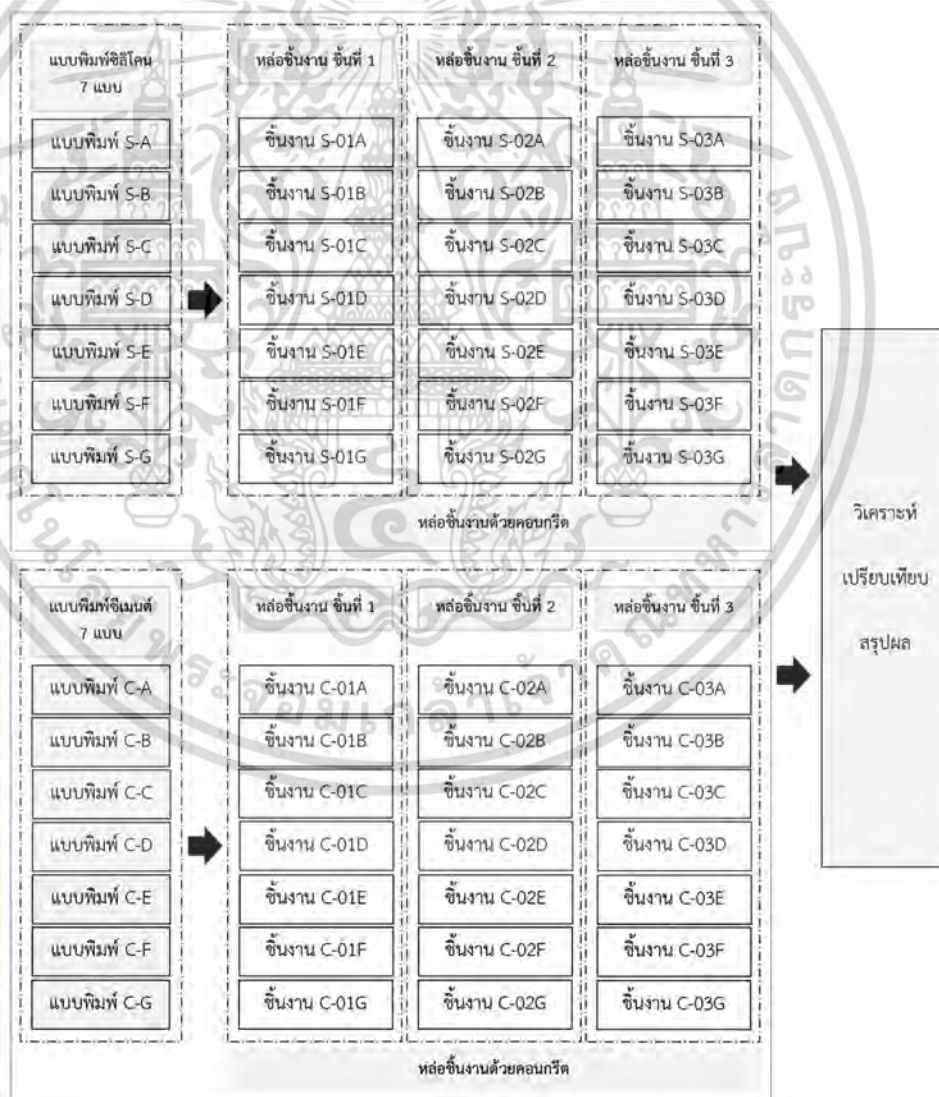 แบบพิมพ์ซิลิโคน
7 แบบ
หล่อชิ้นงาน ชิ้นที่ 1
หล่อชิ้นงาน ชิ้นที่ 2
หล่อชิ้นงาน ชิ้นที่ 3
แบบพิมพ์ S-A
ชิ้นงาน S-01A
ชิ้นงาน S-02A
ชิ้นงาน S-03A
แบบพิมพ์ S-B
ชิ้นงาน S-01B
ชิ้นงาน S-02B
ชิ้นงาน S-03B
แบบพิมพ์ S-C
ชิ้นงาน S-01C
ชิ้นงาน S-02C
ชิ้นงาน S-03C
แบบพิมพ์ S-D
ชิ้นงาน S-01D
ชิ้นงาน S-02D
ชิ้นงาน S-03D
แบบพิมพ์ S-E
ชิ้นงาน S-01E
ชิ้นงาน S-02E
ชิ้นงาน S-03E
แบบพิมพ์ S-F
ชิ้นงาน S-01F
ชิ้นงาน S-02F
ชิ้นงาน S-03F
แบบพิมพ์ S-G
ชิ้นงาน S-01G
ชิ้นงาน S-02G
ชิ้นงาน S-03G
หล่อชิ้นงานด้วยคอนกรีต
แบบพิมพ์ซีเมนต์
7 แบบ
หล่อชิ้นงาน ชิ้นที่ 1
หล่อชิ้นงาน ชิ้นที่ 2
หล่อชิ้นงาน ชิ้นที่ 3
แบบพิมพ์ C-A
ชิ้นงาน C-01A
ชิ้นงาน C-02A
ชิ้นงาน C-03A
แบบพิมพ์ C-B
ชิ้นงาน C-01B
ชิ้นงาน C-02B
ชิ้นงาน C-03B
แบบพิมพ์ C-C
ชิ้นงาน C-01C
ชิ้นงาน C-02C
ชิ้นงาน C-03C
แบบพิมพ์ C-D
ชิ้นงาน C-01D
ชิ้นงาน C-02D
ชิ้นงาน C-03D
แบบพิมพ์ C-E
ชิ้นงาน C-01E
ชิ้นงาน C-02E
ชิ้นงาน C-03E
แบบพิมพ์ C-F
ชิ้นงาน C-01F
ชิ้นงาน C-02F
ชิ้นงาน C-03F
แบบพิมพ์ C-G
ชิ้นงาน C-01G
ชิ้นงาน C-02G
ชิ้นงาน C-03G
หล่อชิ้นงานด้วยคอนกรีต
วิเคราะห์
เปรียบเทียบ
สรุปผล